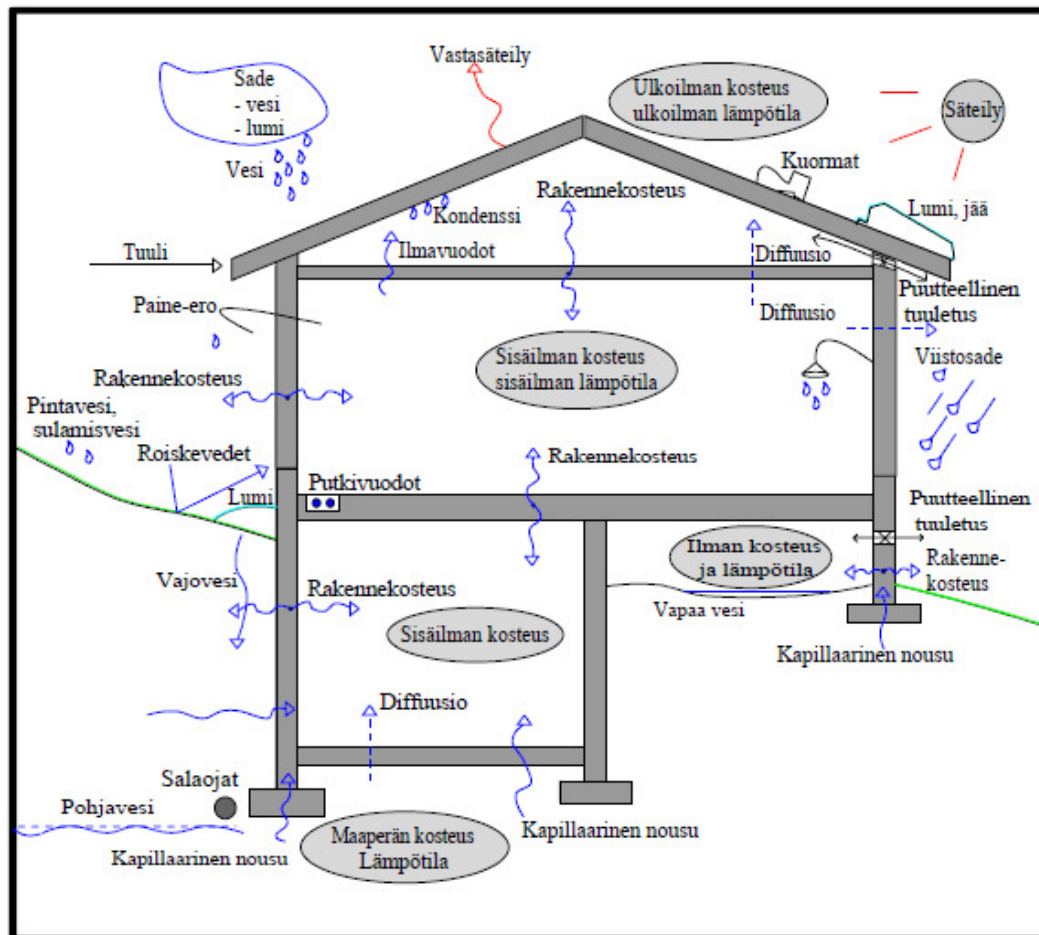 Vastasäteily
Sade
- vesi
- lumi
Vesi
Ulkoilman kosteus
ulkoilman lämpötila
Säteily
Kuormat
Rakennekosteus
Kondenssi
Lumi, jää
Tuuli
Ilmavuodot
Diffuusio
Puutteellinen
tuuletus
Paine-ero
Diffuusio
Sisäilman kosteus
sisäilman lämpötila
Viistosade
Rakennekosteus
Pintavesi,
sulamisvesi
Roiskevedet
Rakennekosteus
Lumi
Putkivuodot
Puutteellinen
tuuletus
Ilman kosteus
ja lämpötila
Rakenne-
kosteus
Vajovesi
Rakennekosteus
Vapaa vesi
Sisäilman kosteus
Kapillaarinen nousu
Diffuusio
Salaojat
Pohjavesi
Kapillaarinen nousu
Maaperän kosteus
Lämpötila
Kapillaarinen nousu